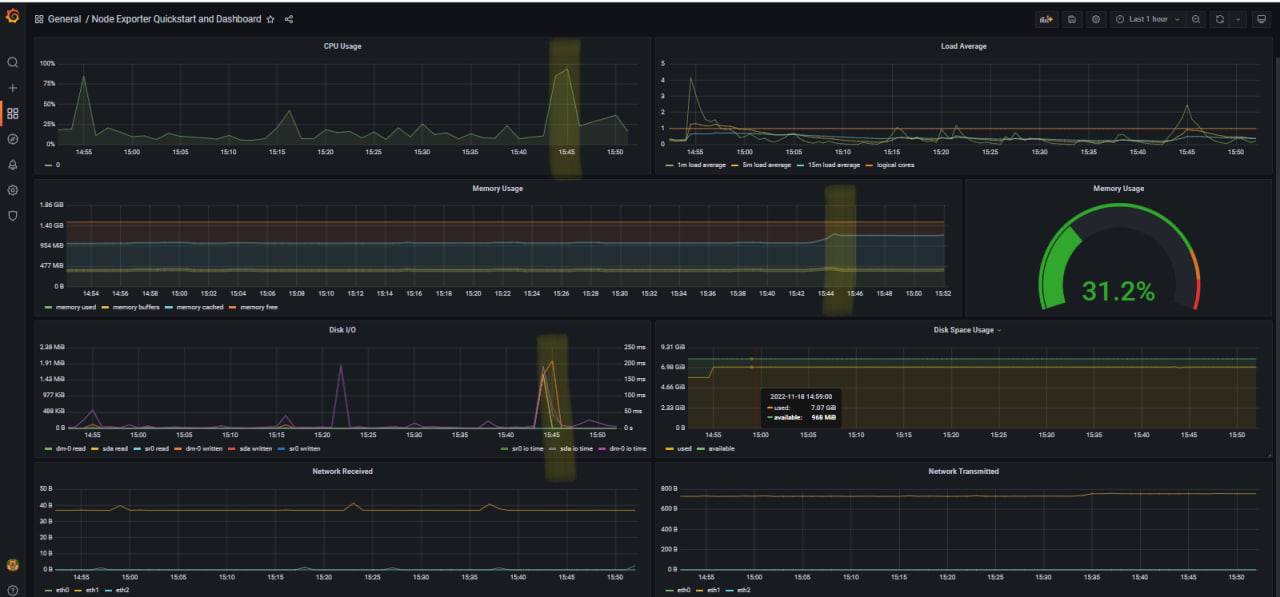 General / Node Exporter Quickstart and Dashboard
Last 1 hour
CPU Usage
100%
75%
50%
25%
0%
14:55 15:00 15:05 15:10 15:15 15:20 15:25 15:30 15:35 15:40 15:45 15:50
0
Load Average
5
4
3
2
1
0
14:55 15:00 15:05 15:10 15:15 15:20 15:25 15:30 15:35 15:40 15:45 15:50
1m load average 5m load average 15m load average logical cores
Memory Usage
1.86 GiB
1.40 GiB
954 MiB
477 MiB
0 B
14:54 14:56 14:58 15:00 15:02 15:04 15:06 15:08 15:10 15:12 15:14 15:16 15:18 15:20 15:22 15:24 15:26 15:28 15:30 15:32 15:34 15:36 15:38 15:40 15:42 15:44 15:46 15:48 15:50 15:52
memory used memory buffers memory cached memory free
Memory Usage
31.2%
Disk I/O
2.38 MiB
1.91 MiB
1.43 MiB
977 KiB
488 KiB
0 B
250 ms
200 ms
150 ms
100 ms
50 ms
0 s
14:55 15:00 15:05 15:10 15:15 15:20 15:25 15:30 15:35 15:40 15:45 15:50
dm-0 read sda read sr0 read dm-0 written sda written sr0 written sr0 io time sda io time dm-0 io time
Disk Space Usage
9.31 GiB
6.98 GiB
4.66 GiB
2.33 GiB
0 B
2022-11-18 14:59:00
used: 7.07 GiB
available: 968 MiB
14:55 15:00 15:05 15:10 15:15 15:20 15:25 15:30 15:35 15:40 15:45 15:50
used available
Network Received
50 B
40 B
30 B
20 B
10 B
0 B
14:55 15:00 15:05 15:10 15:15 15:20 15:25 15:30 15:35 15:40 15:45 15:50
eth0 eth1 eth2
Network Transmitted
800 B
600 B
400 B
200 B
0 B
14:55 15:00 15:05 15:10 15:15 15:20 15:25 15:30 15:35 15:40 15:45 15:50
eth0 eth1 eth2